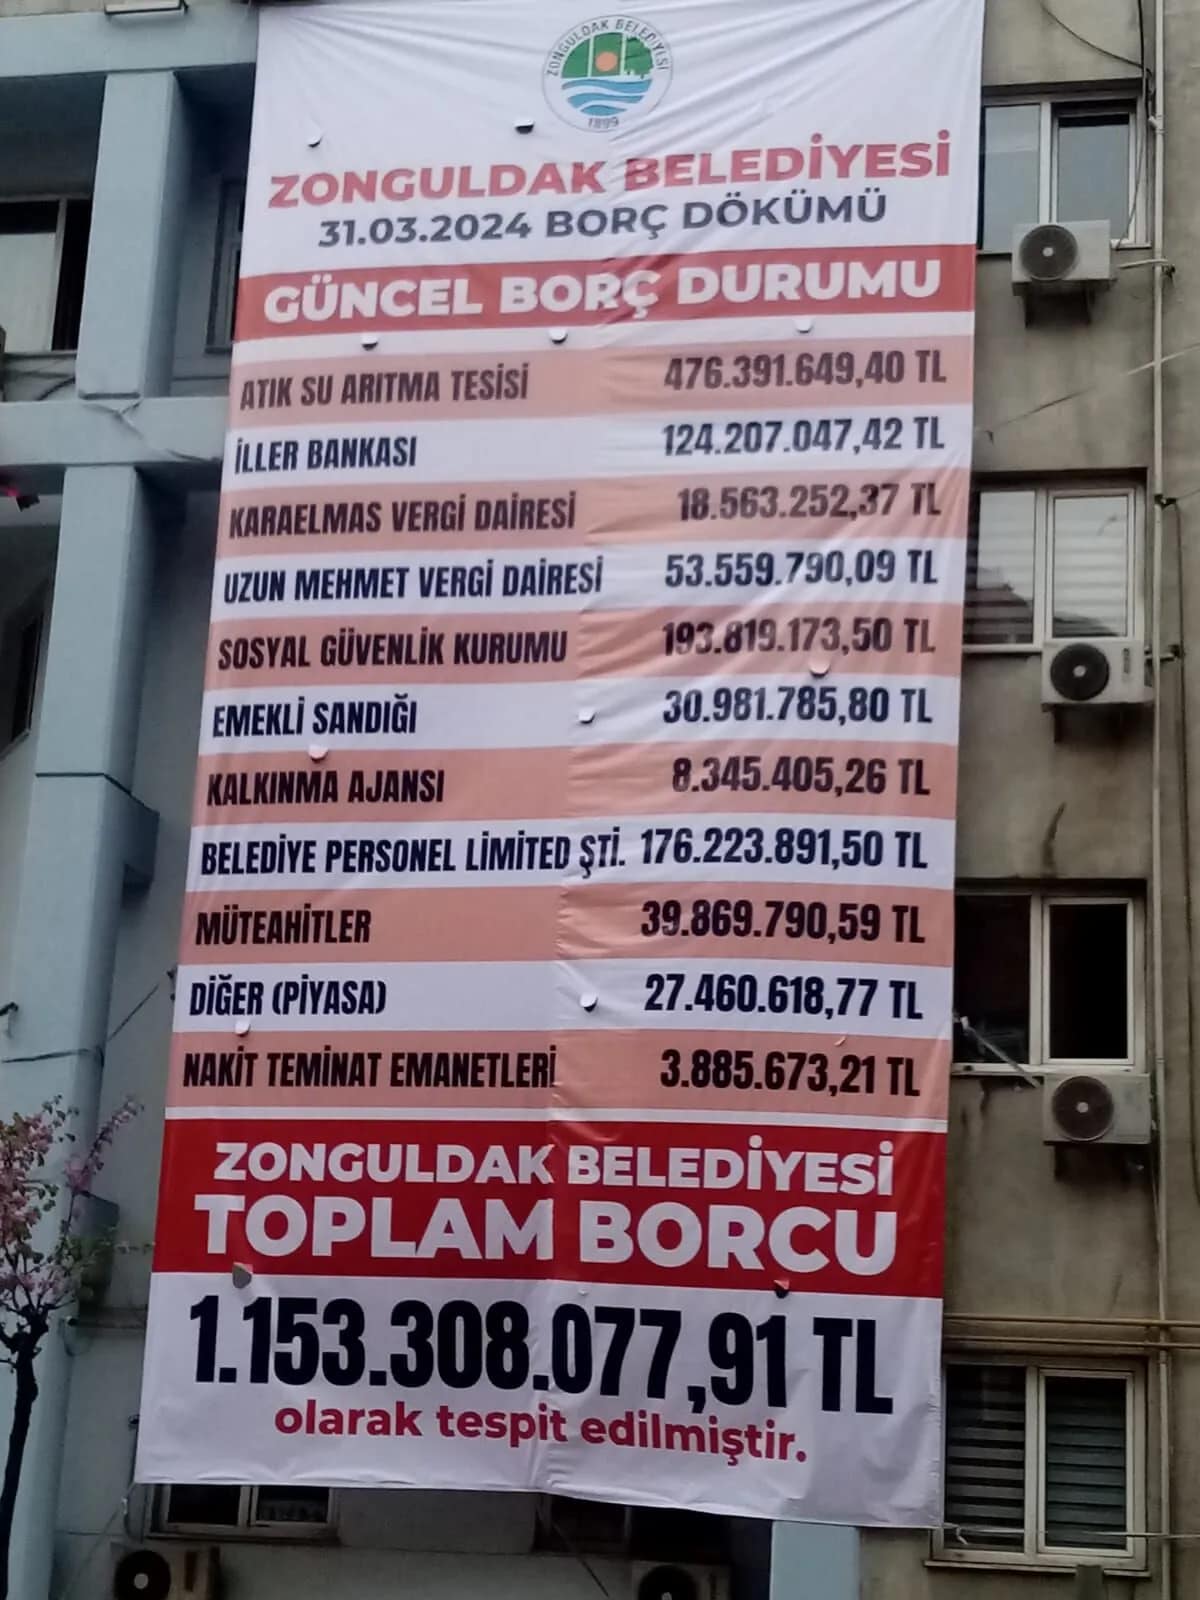 ZONGULDAK BELEDİYESİ
1899
ZONGULDAK BELEDİYESİ
31.03.2024 BORÇ DÖKÜMÜ
GÜNCEL BORÇ DURUMU
ATIK SU ARITMA TESİSİ 476.391.649,40 TL
İLLER BANKASI 124.207.047,42 TL
KARAELMAS VERGİ DAİRESİ 18.563.252,37 TL
UZUN MEHMET VERGİ DAİRESİ 53.559.790,09 TL
SOSYAL GÜVENLİK KURUMU 193.819.173,50 TL
EMEKLİ SANDIĞI 30.981.785,80 TL
KALKINMA AJANSI 8.345.405,26 TL
BELEDİYE PERSONEL LİMİTED ŞTİ. 176.223.891,50 TL
MÜTEAHİTLER 39.869.790,59 TL
DİĞER (PİYASA) 27.460.618,77 TL
NAKİT TEMİNAT EMANETLERİ 3.885.673,21 TL
ZONGULDAK BELEDİYESİ
TOPLAM BORCU
1.153.308.077,91 TL
olarak tespit edilmiştir.